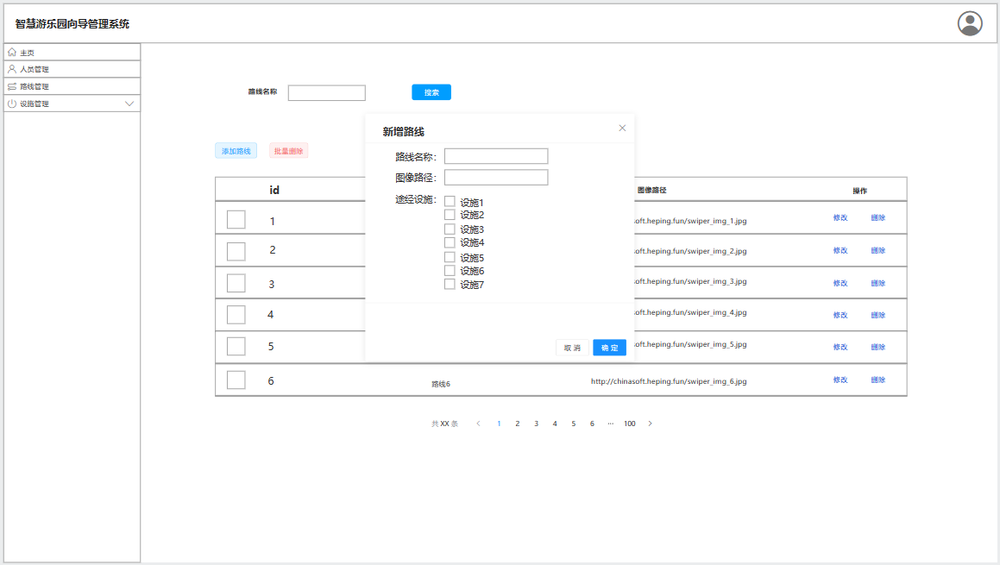 智慧游乐园向导管理系统
主页
人员管理
路线管理
设施管理
路线名称
搜索
添加路线
批量删除
新增路线
路线名称：
图像路径：
途经设施：
设施1
设施2
设施3
设施4
设施5
设施6
设施7
取 消
确 定
id
图像路径
操作
1
soft.heping.fun/swiper_img_1.jpg
修改
删除
2
soft.heping.fun/swiper_img_2.jpg
修改
删除
3
soft.heping.fun/swiper_img_3.jpg
修改
删除
4
soft.heping.fun/swiper_img_4.jpg
修改
删除
5
soft.heping.fun/swiper_img_5.jpg
修改
删除
6
路线6
http://chinasoft.heping.fun/swiper_img_6.jpg
修改
删除
共 XX 条
1 2 3 4 5 6 ··· 100